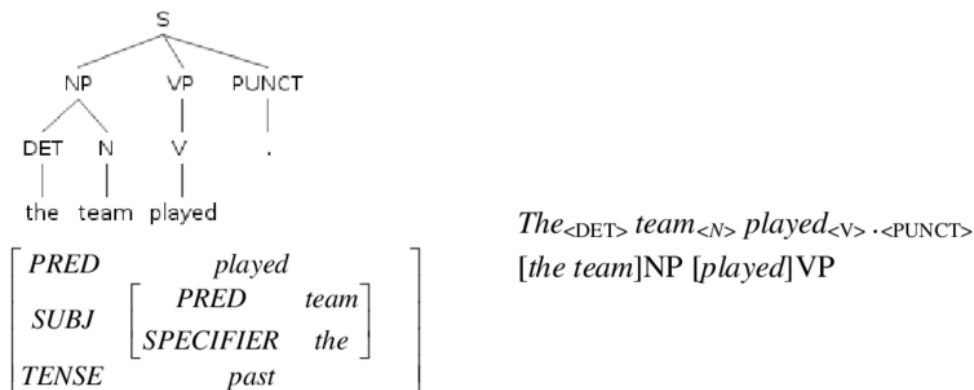 S
NP VP PUNCT
DET N V .
the team played
PRED played
SUBJ PRED team
SPECIFIER the
TENSE past
The<DET> team<N> played<V> .<PUNCT>
[the team]NP [played]VP